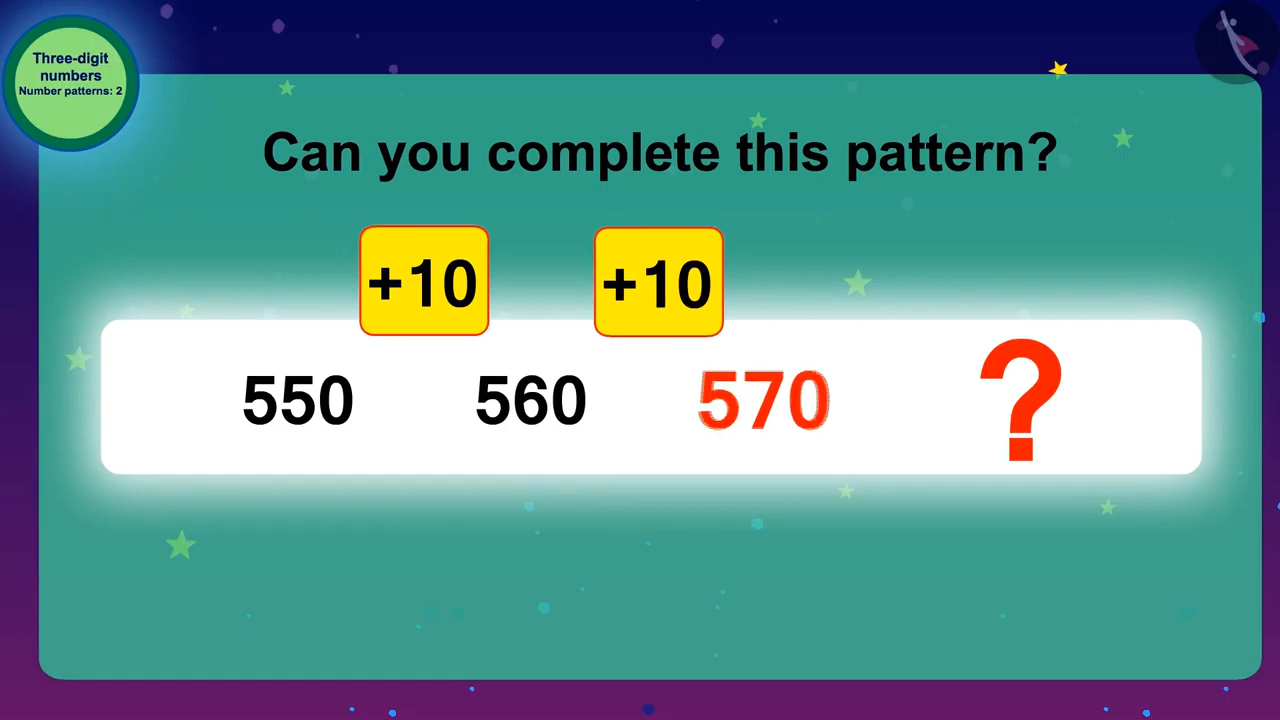 Three-digit
numbers
Number patterns: 2
Can you complete this pattern?
+10 +10
550 560 570 ?